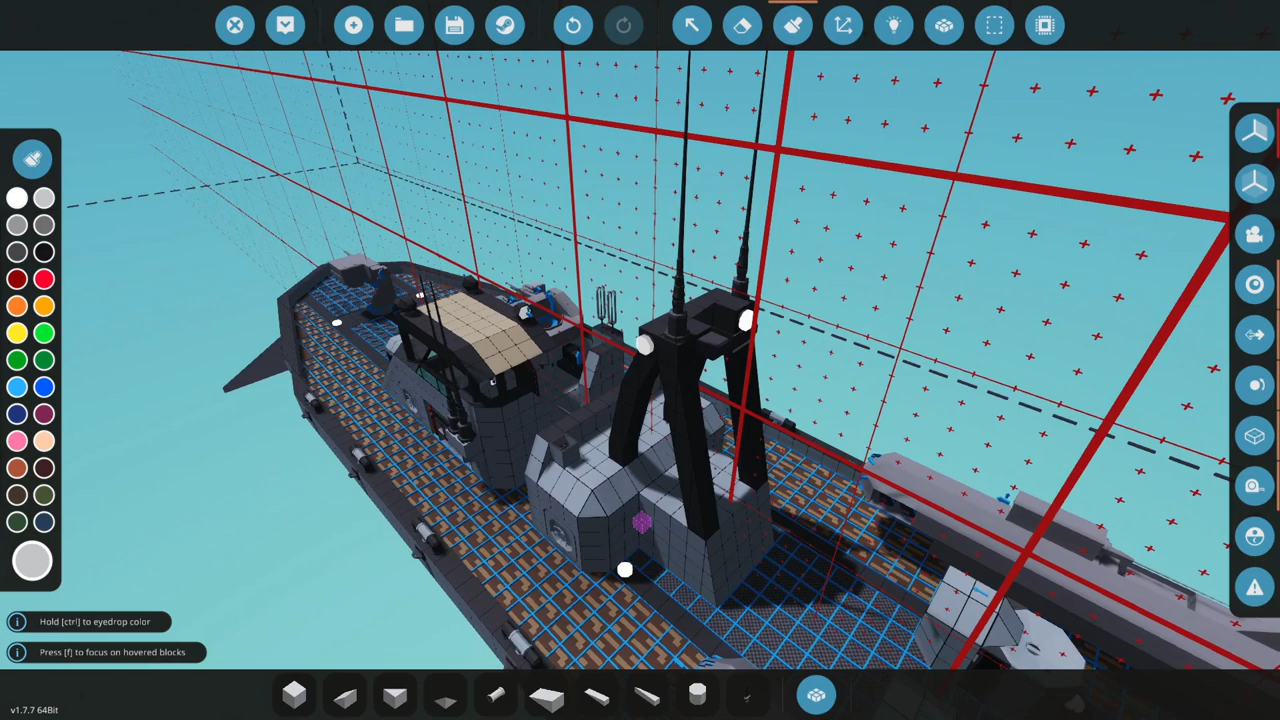 Hold [ctrl] to eyedrop color
Press [f] to focus on hovered blocks
v1.7.7 64Bit